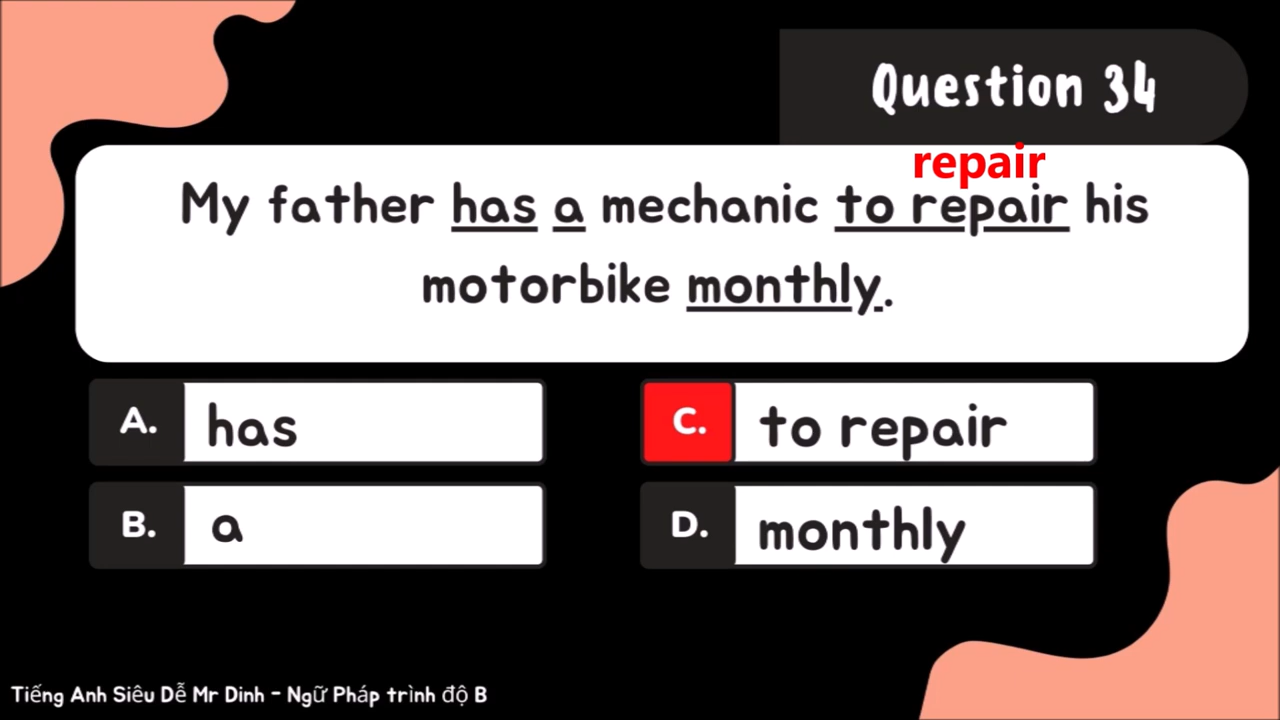 Question 34
repair
My father has a mechanic to repair his
motorbike monthly.
A. has
C. to repair
B. a
D. monthly
Tiếng Anh Siêu Dễ Mr Dinh - Ngữ Pháp trình độ B